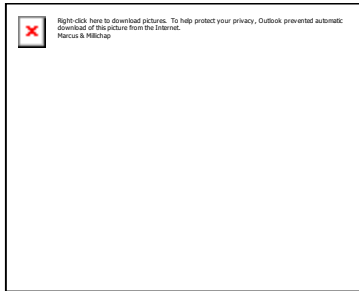 Right-click here to download pictures. To help protect your privacy, Outlook prevented automatic
download of this picture from the Internet.
Marcus & Millichap